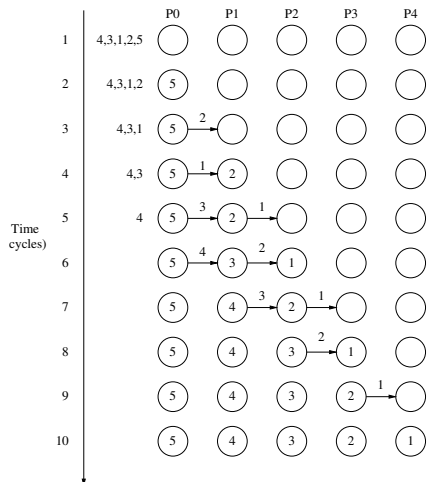 P0 P1 P2 P3 P4
1 4,3,1,2,5
2 4,3,1,2 5
2
3 4,3,1 5
1
4 4,3 5 2
3 1
5 4 5 2
Time
cycles)
4 2
6 5 3 1
3 1
7 5 4 2
2
8 5 4 3 1
1
9 5 4 3 2
10 5 4 3 2 1